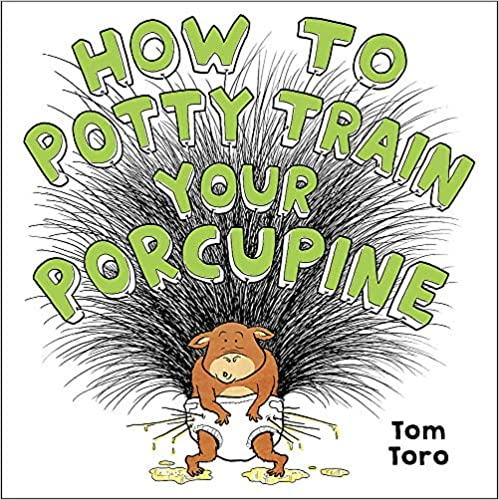 HOW TO
POTTY TRAIN
YOUR
PORCUPINE
Tom
Toro